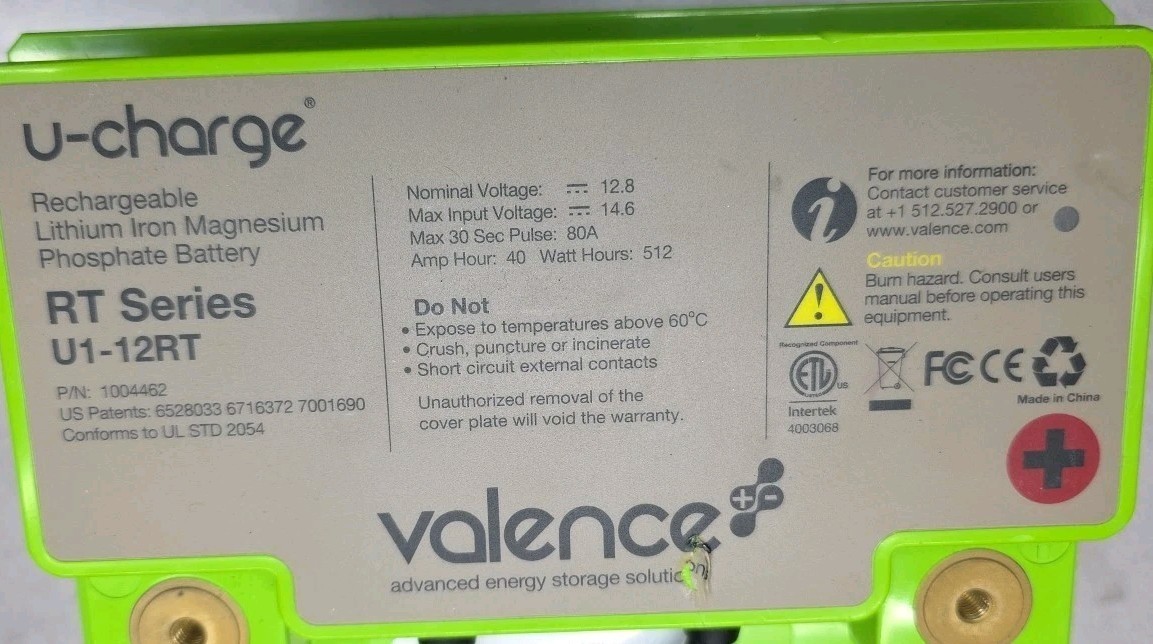 u-charge®
Rechargeable
Lithium Iron Magnesium
Phosphate Battery
RT Series
U1-12RT
P/N: 1004462
US Patents: 6528033 6716372 7001690
Conforms to UL STD 2054
Nominal Voltage: ⎓ 12.8
Max Input Voltage: ⎓ 14.6
Max 30 Sec Pulse: 80A
Amp Hour: 40 Watt Hours: 512
Do Not
• Expose to temperatures above 60°C
• Crush, puncture or incinerate
• Short circuit external contacts
Unauthorized removal of the
cover plate will void the warranty.
i
For more information:
Contact customer service
at +1 512.527.2900 or
www.valence.com
!
Caution
Burn hazard. Consult users
manual before operating this
equipment.
Recognized Component
ETL US
Intertek
4003068
FC CE
Made in China
+
valence
+ -
advanced energy storage